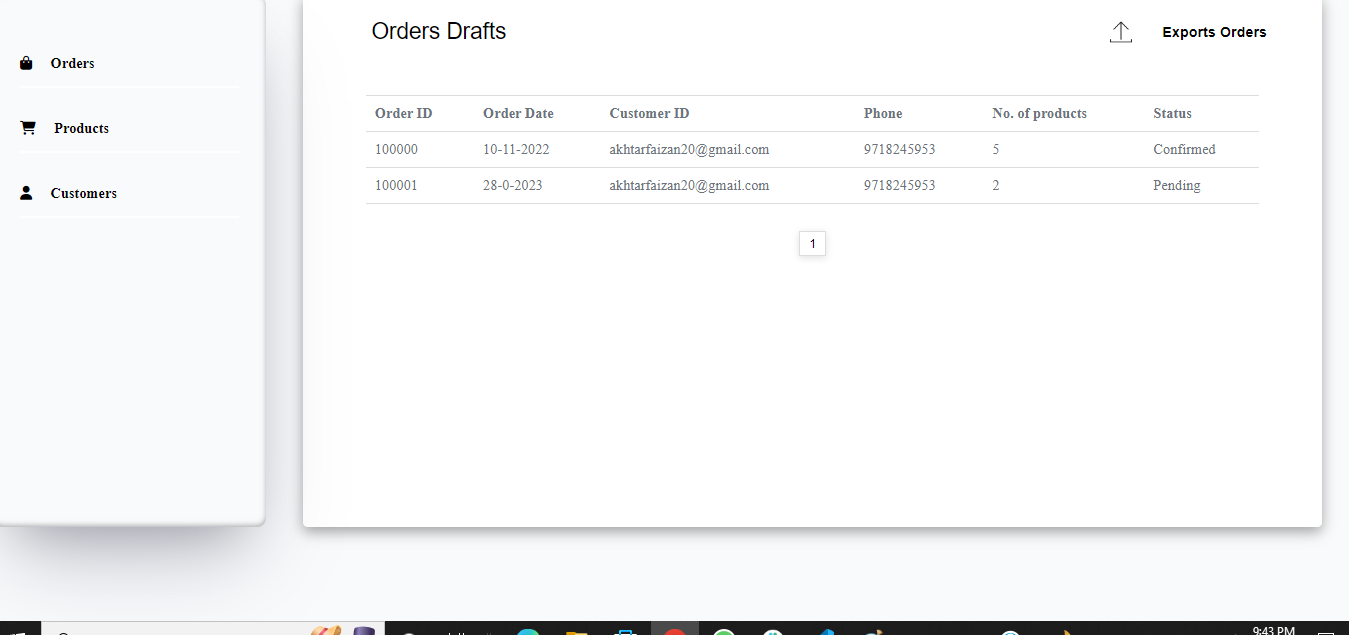 Orders Drafts
Exports Orders
Orders
Products
Customers
Order ID Order Date Customer ID Phone No. of products Status
100000 10-11-2022 akhtarfaizan20@gmail.com 9718245953 5 Confirmed
100001 28-0-2023 akhtarfaizan20@gmail.com 9718245953 2 Pending
1
9:43 PM